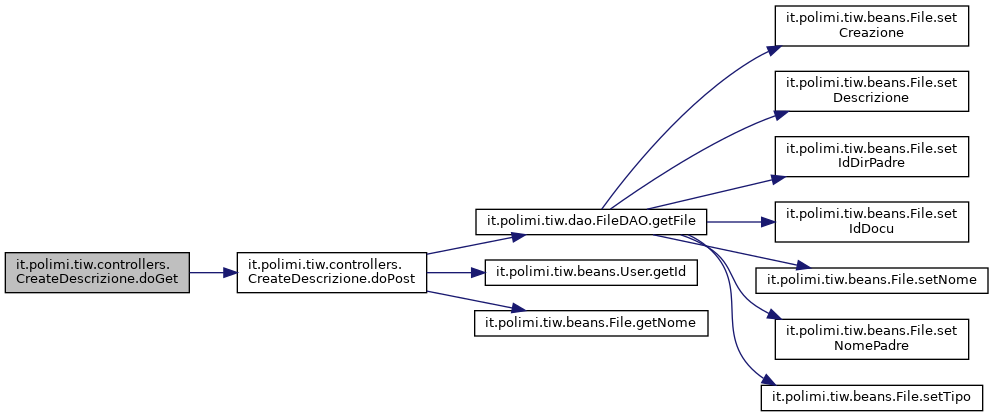 it.polimi.tiw.controllers.
CreateDescrizione.doGet
it.polimi.tiw.controllers.
CreateDescrizione.doPost
it.polimi.tiw.dao.FileDAO.getFile
it.polimi.tiw.beans.User.getId
it.polimi.tiw.beans.File.getNome
it.polimi.tiw.beans.File.set
Creazione
it.polimi.tiw.beans.File.set
Descrizione
it.polimi.tiw.beans.File.set
IdDirPadre
it.polimi.tiw.beans.File.set
IdDocu
it.polimi.tiw.beans.File.setNome
it.polimi.tiw.beans.File.set
NomePadre
it.polimi.tiw.beans.File.setTipo